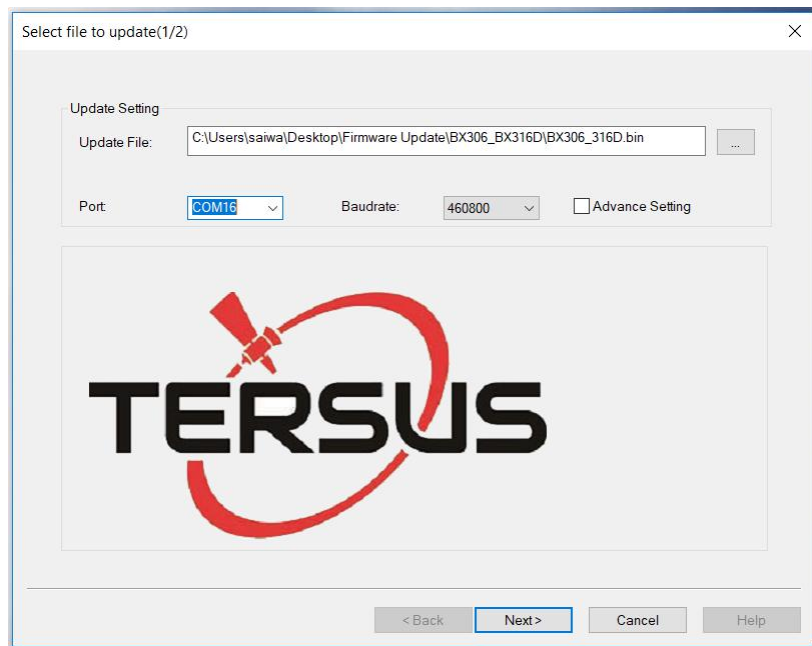 Select file to update(1/2)
Update Setting
Update File: C:\Users\saiwa\Desktop\Firmware Update\BX306_BX316D\BX306_316D.bin ...
Port: COM16 Baudrate: 460800 Advance Setting
TERSUS
< Back Next > Cancel Help